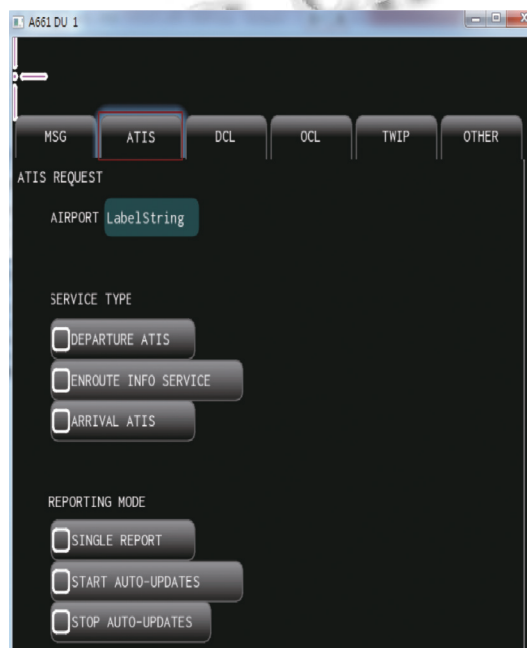 A661 DU 1
MSG ATIS DCL OCL TWIP OTHER
ATIS REQUEST
AIRPORT LabelString
SERVICE TYPE
DEPARTURE ATIS
ENROUTE INFO SERVICE
ARRIVAL ATIS
REPORTING MODE
SINGLE REPORT
START AUTO-UPDATES
STOP AUTO-UPDATES